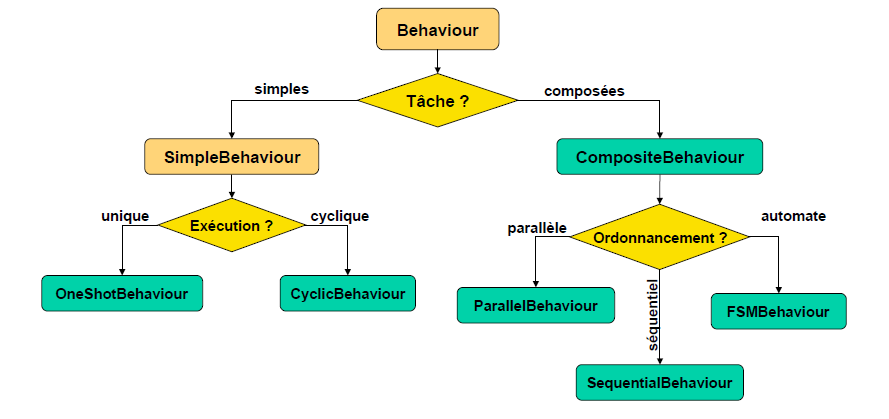 Behaviour
Tâche ?
simples
composées
SimpleBehaviour
CompositeBehaviour
Exécution ?
unique
cyclique
Ordonnancement ?
parallèle
automate
séquentiel
OneShotBehaviour
CyclicBehaviour
ParallelBehaviour
FSMBehaviour
SequentialBehaviour